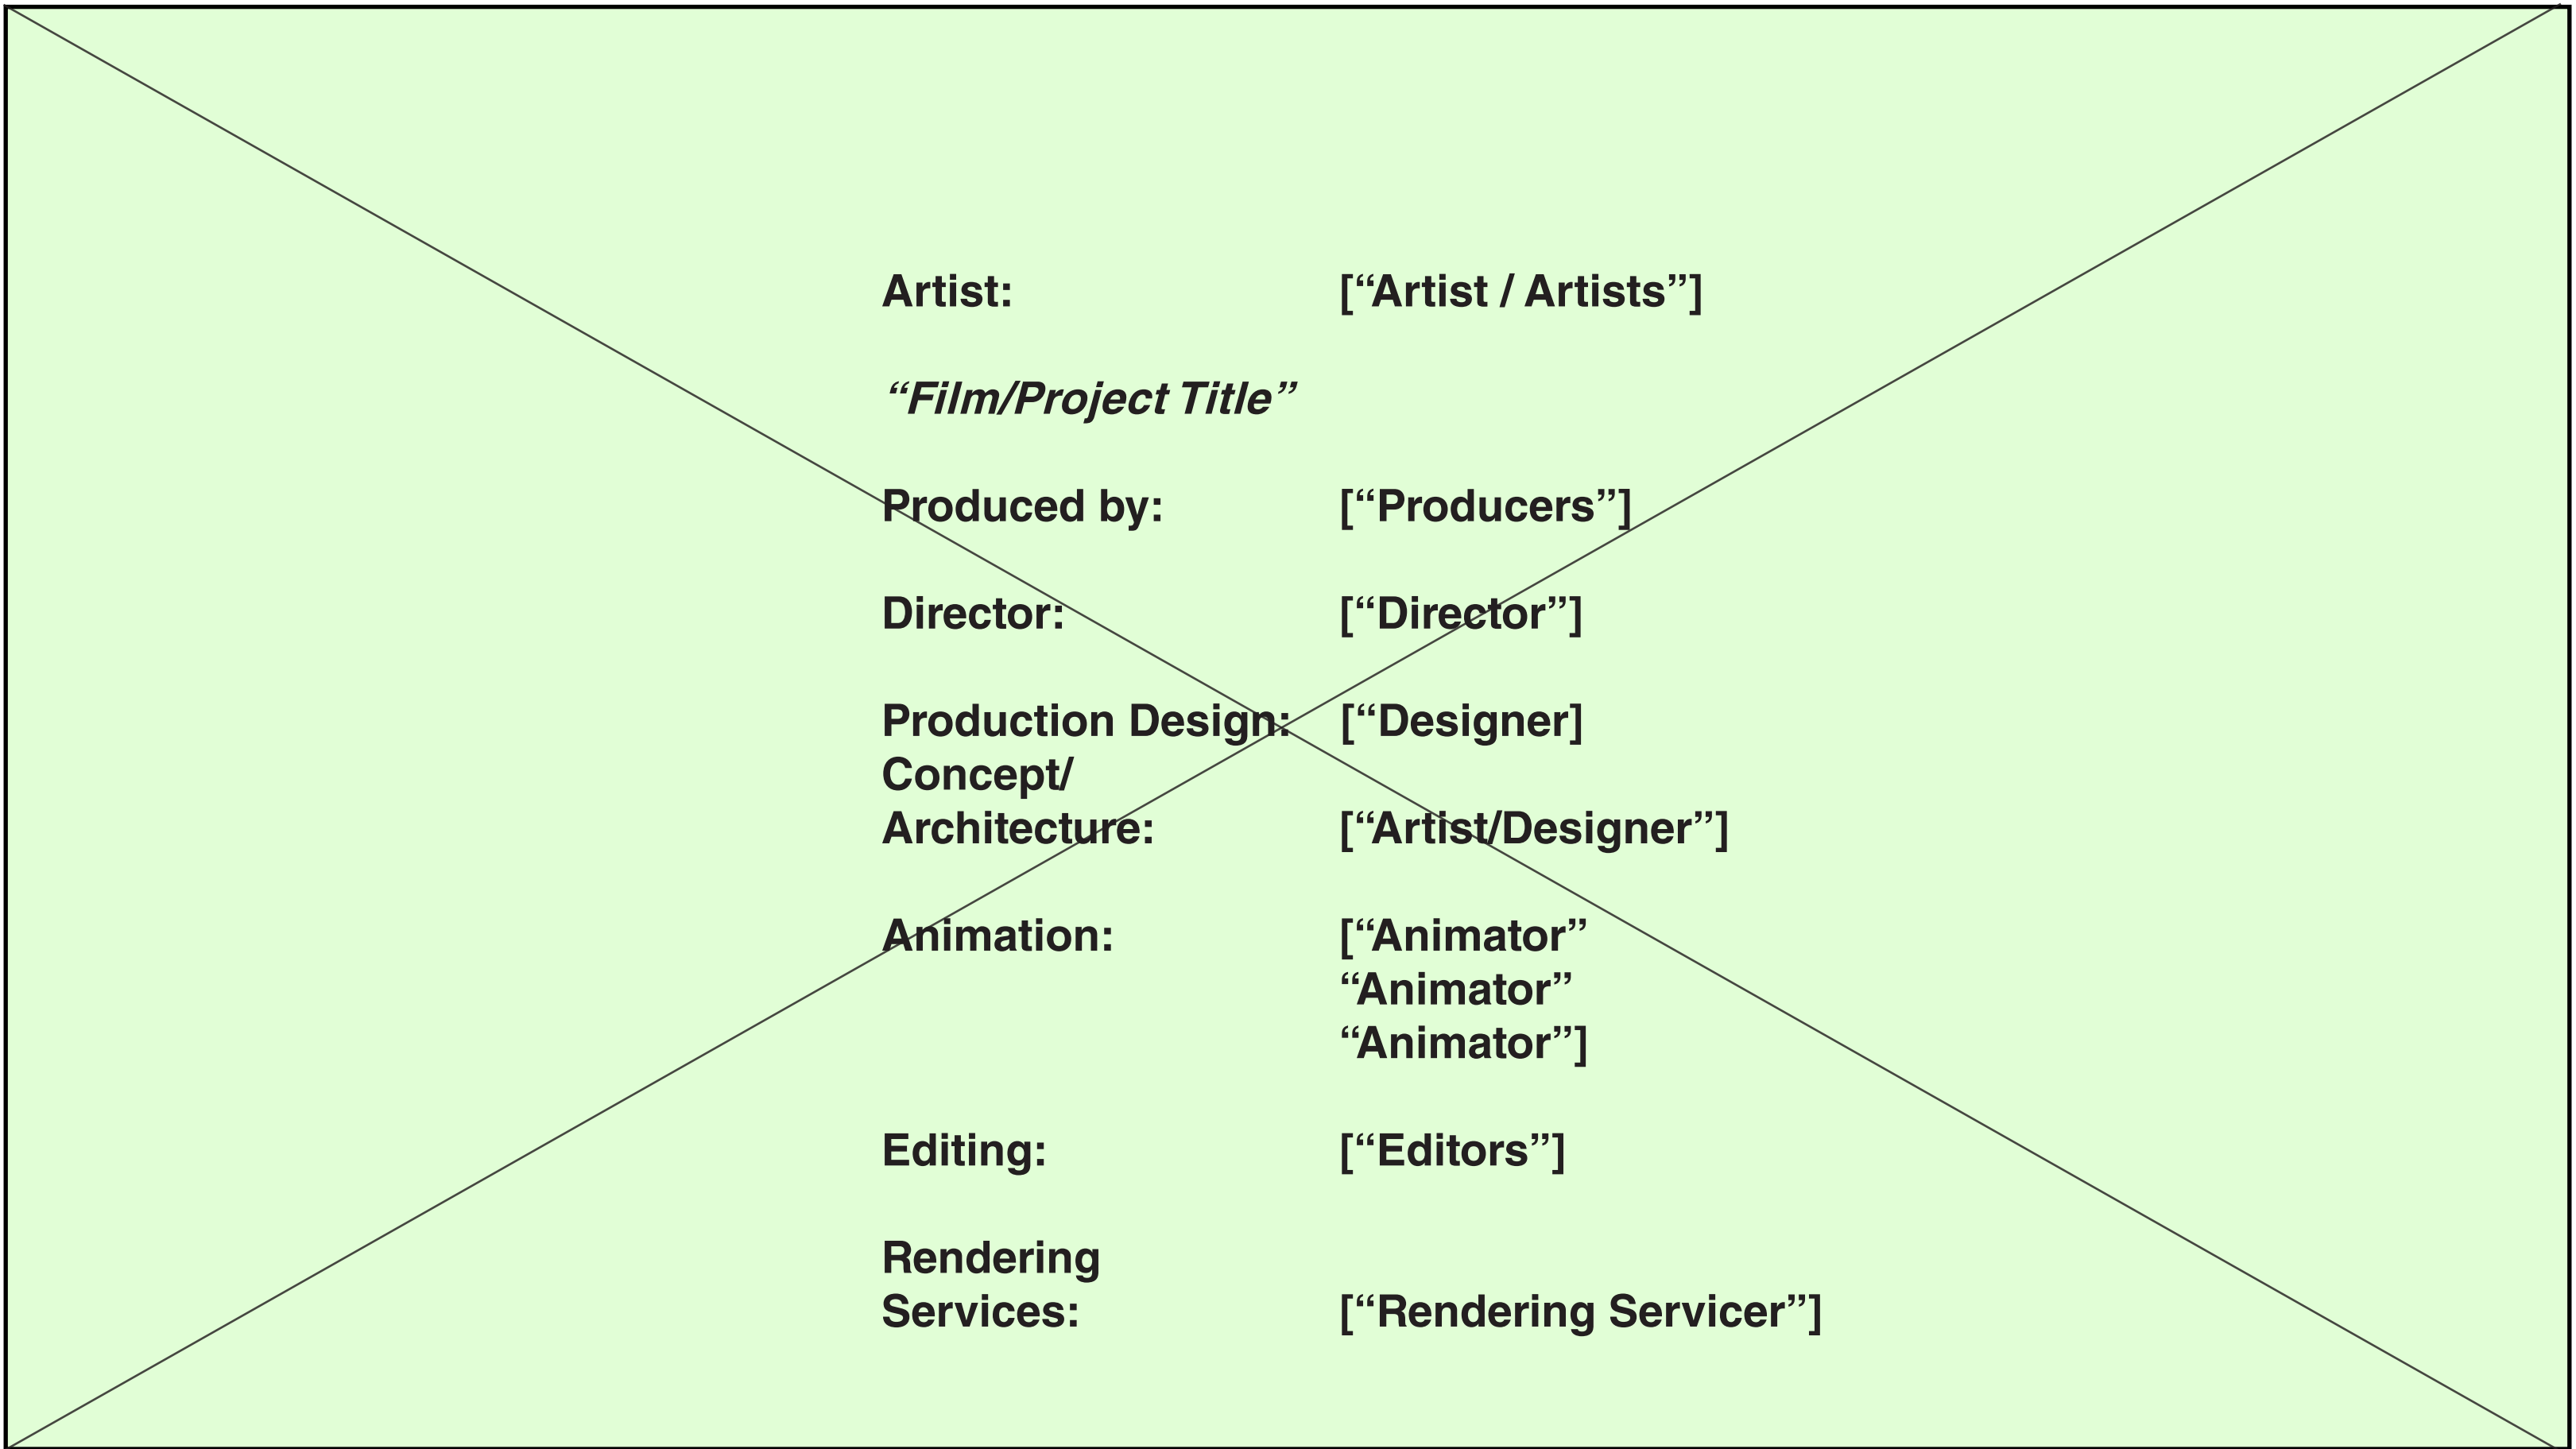 Artist: [“Artist / Artists”]
“Film/Project Title”
Produced by: [“Producers”]
Director: [“Director”]
Production Design: [“Designer]
Concept/
Architecture: [“Artist/Designer”]
Animation: [“Animator”
“Animator”
“Animator”]
Editing: [“Editors”]
Rendering
Services: [“Rendering Servicer”]